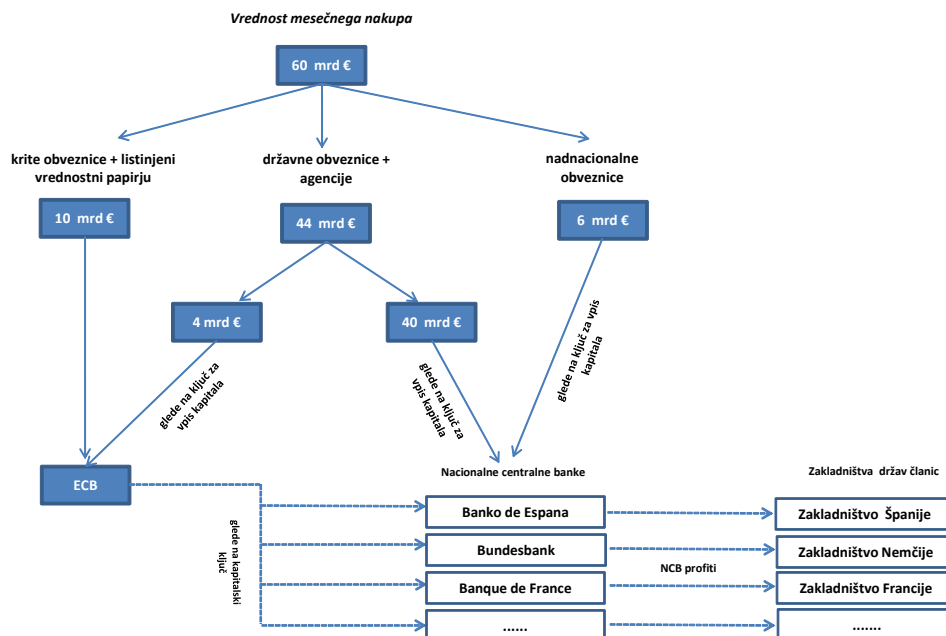 Vrednost mesečnega nakupa
60 mrd €
krite obveznice + listinjeni
vrednostni papirju
državne obveznice +
agencije
nadnacionalne
obveznice
10 mrd €
44 mrd €
6 mrd €
4 mrd €
40 mrd €
glede na ključ za
vpis kapitala
glede na ključ za
vpis kapitala
glede na ključ za vpis
kapitala
ECB
Nacionalne centralne banke
Zakladništva držav članic
glede na kapitalski
ključ
Banko de Espana
Zakladništvo Španije
Bundesbank
Zakladništvo Nemčije
NCB profiti
Banque de France
Zakladništvo Francije
......
.......